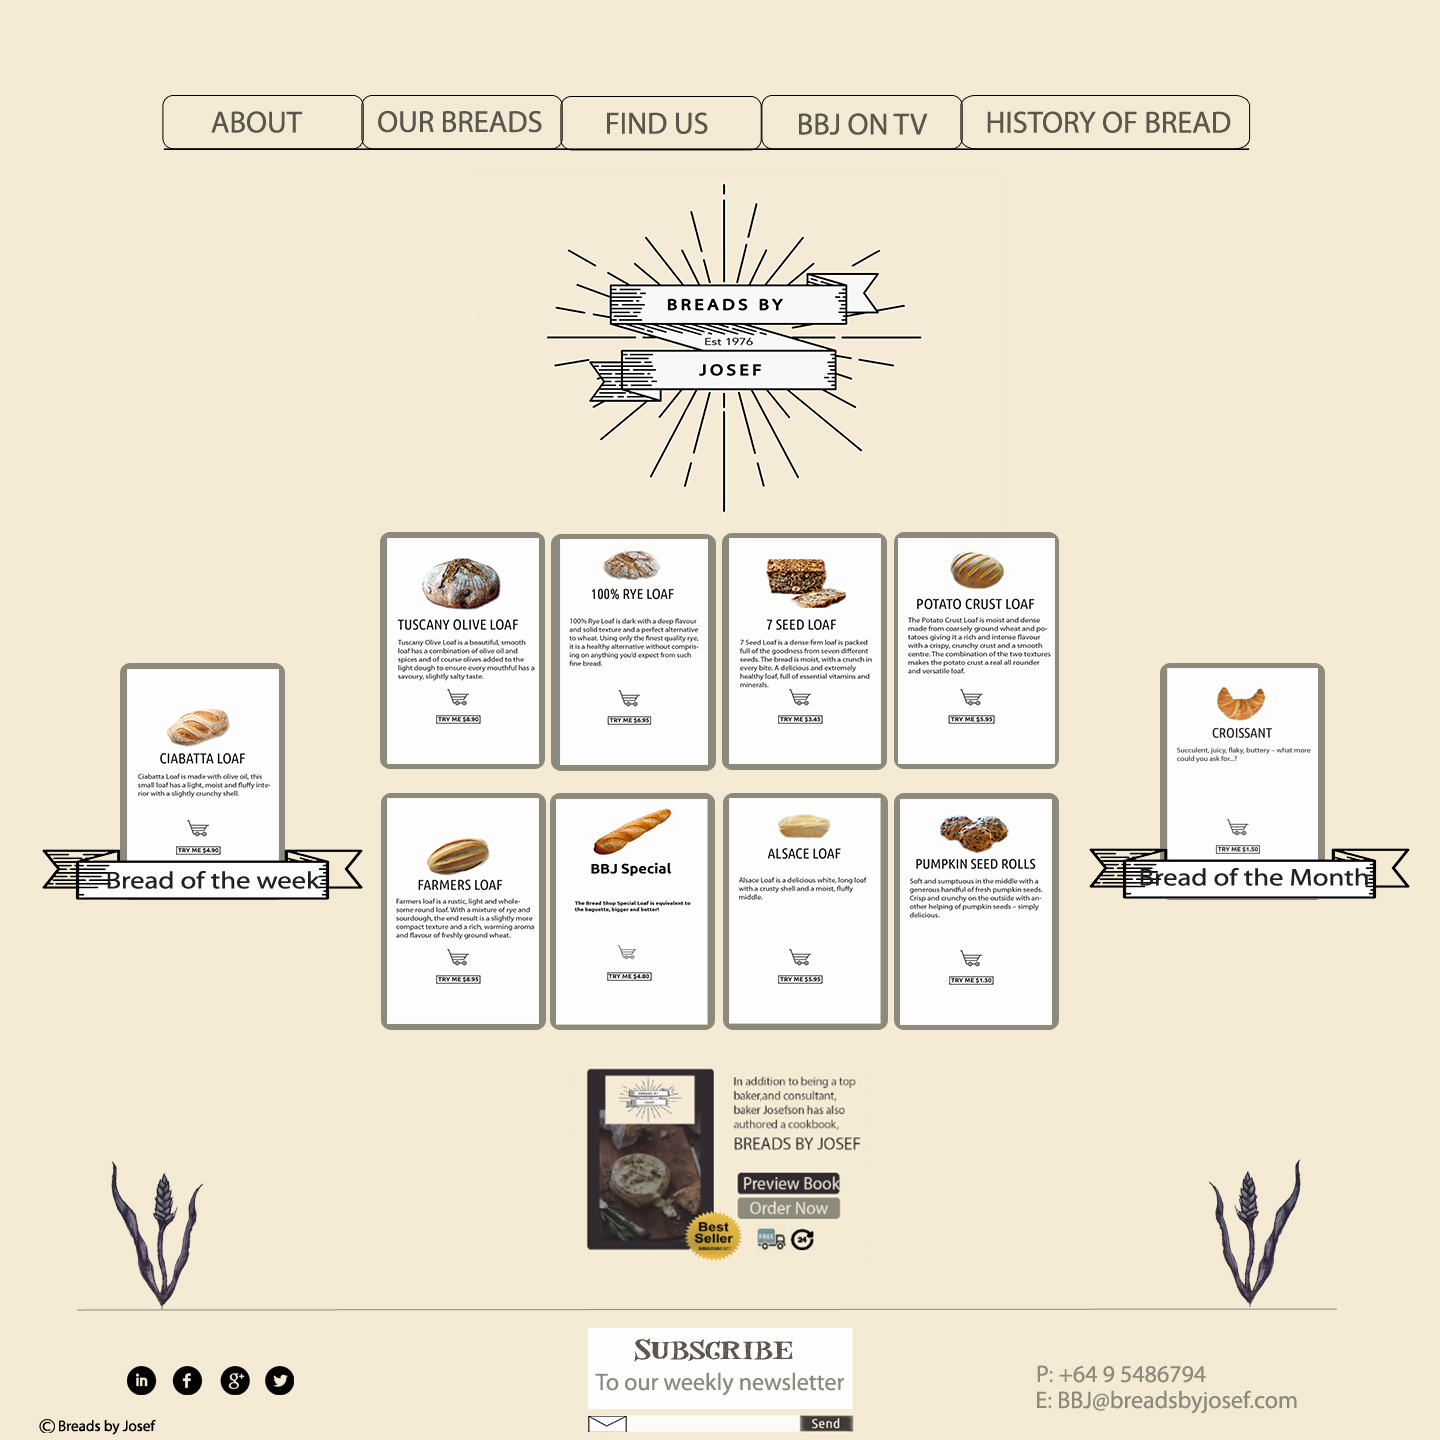 ABOUT
OUR BREADS
FIND US
BBJ ON TV
HISTORY OF BREAD
BREADS BY
Est 1976
JOSEF
TUSCANY OLIVE LOAF
Tuscany Olive Loaf is a beautiful, smooth
loaf has a combination of olive oil and
spices and of course olives added to the
light dough to ensure every mouthful has a
savoury, slightly salty taste.
TRY ME $8.90
100% RYE LOAF
100% Rye Loaf is dark with a deep flavour
and solid texture and a perfect alternative
to wheat. Using only the finest quality rye,
it is a healthy alternative without compris-
ing on anything you'd expect from such
fine bread.
TRY ME $6.95
7 SEED LOAF
7 Seed Loaf is a dense firm loaf is packed
full of the goodness from seven different
seeds. The bread is moist, with a crunch in
every bite. A delicious and extremely
healthy loaf, full of essential vitamins and
minerals.
TRY ME $3.45
POTATO CRUST LOAF
The Potato Crust Loaf is moist and dense
made from coarsely ground wheat and po-
tatoes giving it a rich and intense flavour
with a crispy, crunchy crust and a smooth
centre. The combination of the two textures
makes the potato crust a real all rounder
and versatile loaf.
TRY ME $5.95
CIABATTA LOAF
Ciabatta Loaf is made with olive oil, this
small loaf has a light, moist and fluffy inte-
rior with a slightly crunchy shell.
TRY ME $4.90
Bread of the week
CROISSANT
Succulent, juicy, flaky, buttery – what more
could you ask for...?
TRY ME $1.50
Bread of the Month
FARMERS LOAF
Farmers loaf is a rustic, light and whole-
some round loaf. With a mixture of rye and
sourdough, the end result is a slightly more
compact texture and a rich, warming aroma
and flavour of freshly ground wheat.
TRY ME $8.95
BBJ Special
The Bread Shop Special Loaf is equivalent to
the baguette, bigger and better!
TRY ME $4.80
ALSACE LOAF
Alsace Loaf is a delicious white, long loaf
with a crusty shell and a moist, fluffy
middle.
TRY ME $5.95
PUMPKIN SEED ROLLS
Soft and sumptuous in the middle with a
generous handful of fresh pumpkin seeds.
Crisp and crunchy on the outside with an-
other helping of pumpkin seeds – simply
delicious.
TRY ME $1.50
BREADS BY
JOSEF
In addition to being a top
baker,and consultant,
baker Josefson has also
authored a cookbook,
BREADS BY JOSEF
Preview Book
Order Now
Best
Seller
FREE
24
SUBSCRIBE
To our weekly newsletter
Send
in
f
g+
© Breads by Josef
P: +64 9 5486794
E: BBJ@breadsbyjosef.com